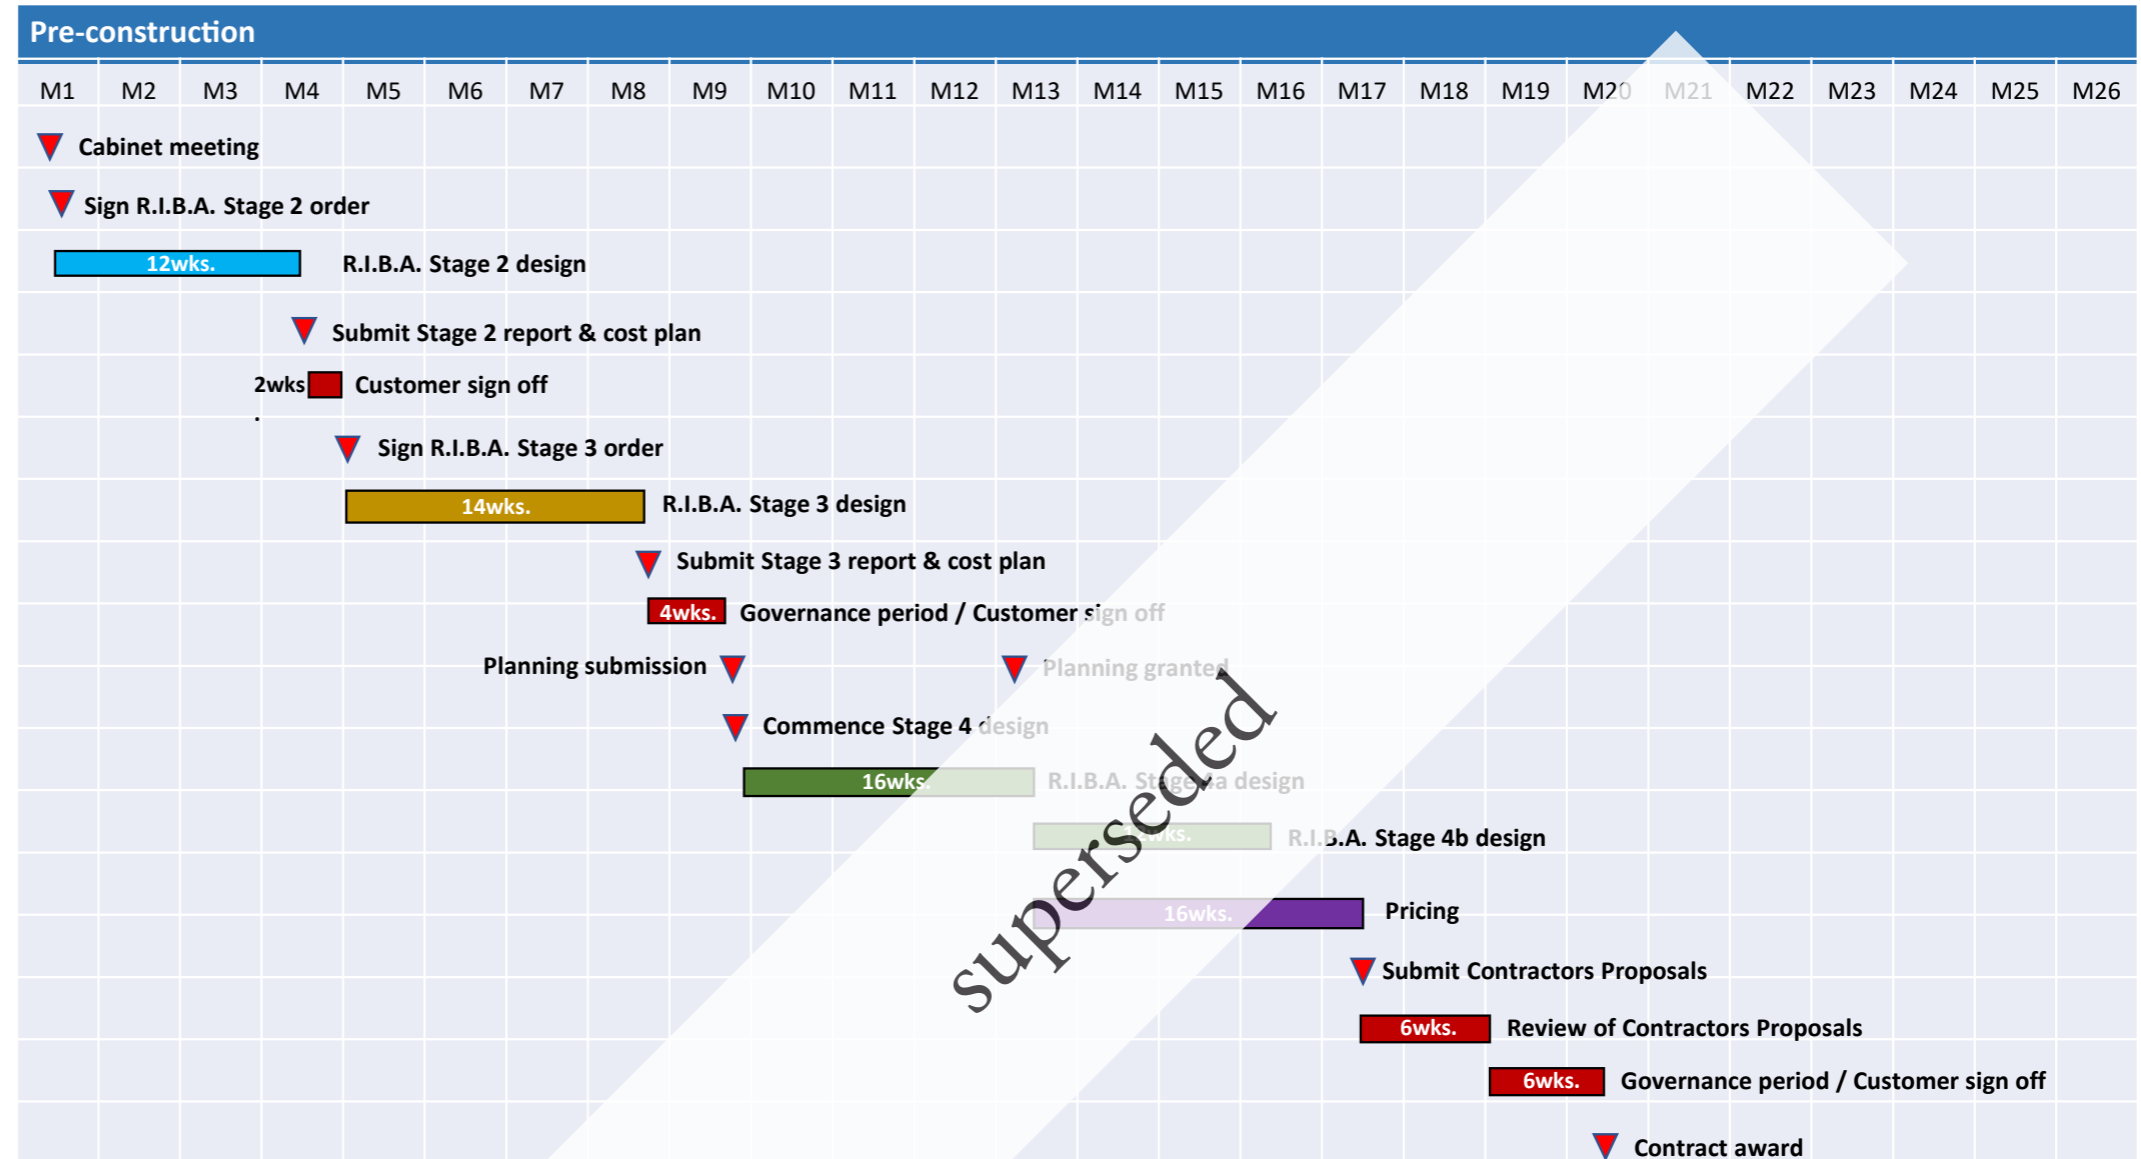 Pre-construction
M1 M2 M3 M4 M5 M6 M7 M8 M9 M10 M11 M12 M13 M14 M15 M16 M17 M18 M19 M20 M21 M22 M23 M24 M25 M26
Cabinet meeting
Sign R.I.B.A. Stage 2 order
12wks. R.I.B.A. Stage 2 design
Submit Stage 2 report & cost plan
2wks Customer sign off
.
Sign R.I.B.A. Stage 3 order
14wks. R.I.B.A. Stage 3 design
Submit Stage 3 report & cost plan
4wks. Governance period / Customer sign off
Planning submission Planning granted
Commence Stage 4 design
16wks. R.I.B.A. Stage 4a design
12wks. R.I.B.A. Stage 4b design
superseded
16wks. Pricing
Submit Contractors Proposals
6wks. Review of Contractors Proposals
6wks. Governance period / Customer sign off
Contract award